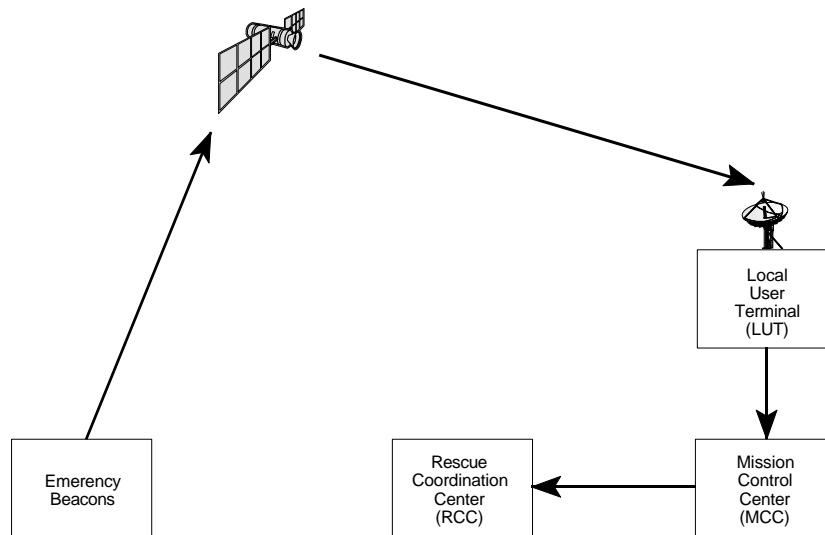 Local
User
Terminal
(LUT)
Emerency
Beacons
Rescue
Coordination
Center
(RCC)
Mission
Control
Center
(MCC)